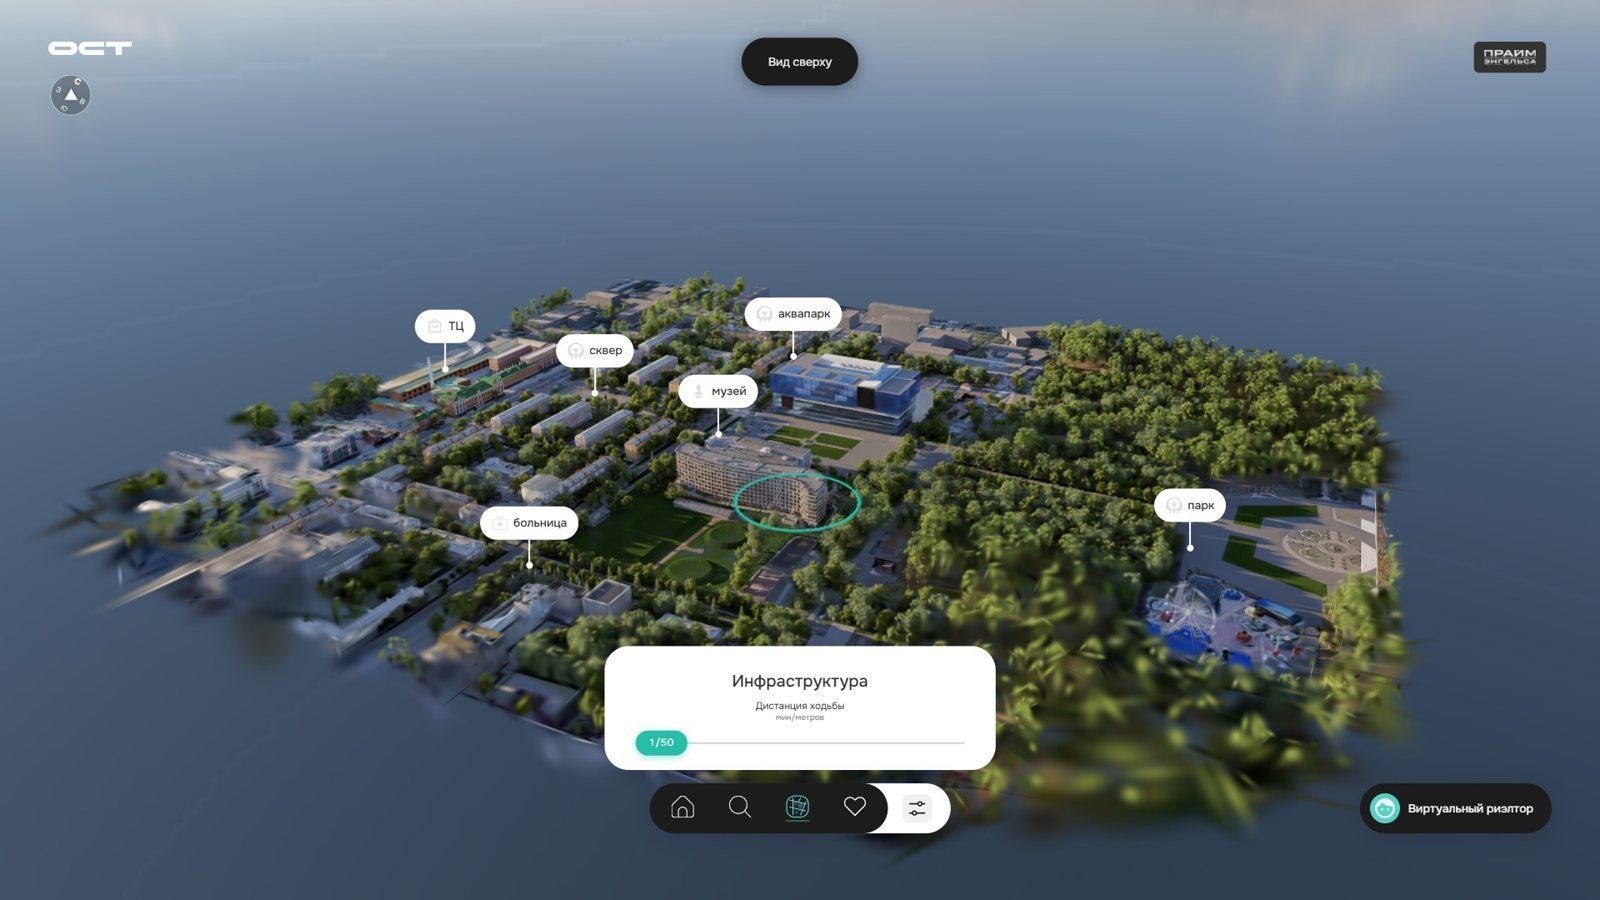 ОСТ
Вид сверху
ПРАЙМ
ЭНГЕЛЬСА
С
З
В
Ю
аквапарк
ТЦ
сквер
музей
парк
больница
Инфраструктура
Дистанция ходьбы
мин/метров
1/50
Виртуальный риэлтор